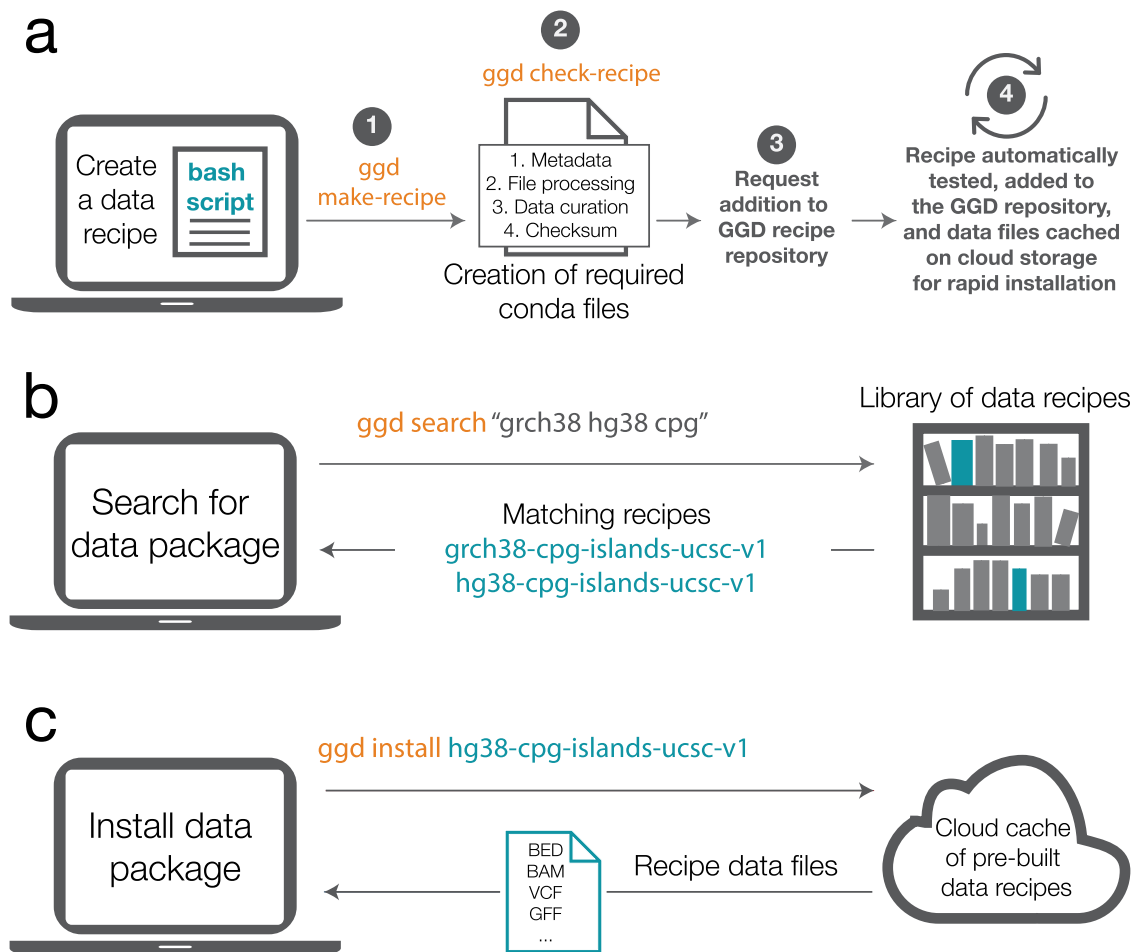 a
Create
a data
recipe
bash
script
1
ggd
make-recipe
2
ggd check-recipe
1. Metadata
2. File processing
3. Data curation
4. Checksum
Creation of required
conda files
3
Request
addition to
GGD recipe
repository
4
Recipe automatically
tested, added to
the GGD repository,
and data files cached
on cloud storage
for rapid installation
b
Search for
data package
ggd search “grch38 hg38 cpg”
Matching recipes
grch38-cpg-islands-ucsc-v1
hg38-cpg-islands-ucsc-v1
Library of data recipes
c
Install data
package
ggd install hg38-cpg-islands-ucsc-v1
BED
BAM
VCF
GFF
...
Recipe data files
Cloud cache
of pre-built
data recipes